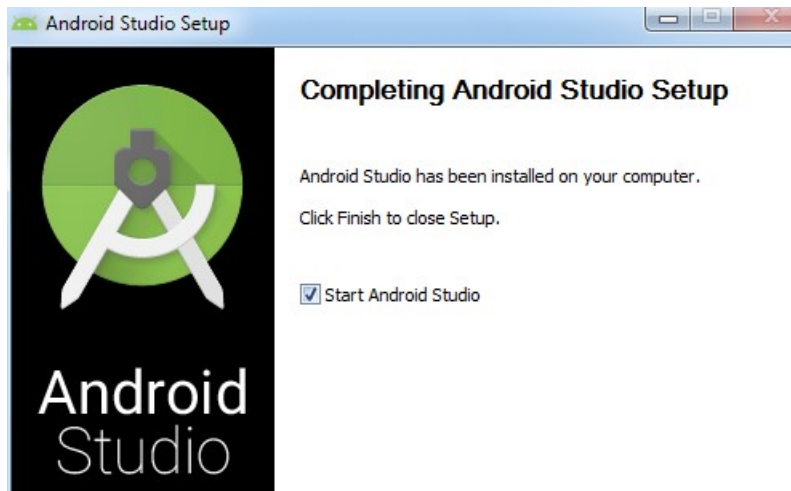 Android Studio Setup
Completing Android Studio Setup
Android Studio has been installed on your computer.
Click Finish to close Setup.
Start Android Studio
Android
Studio